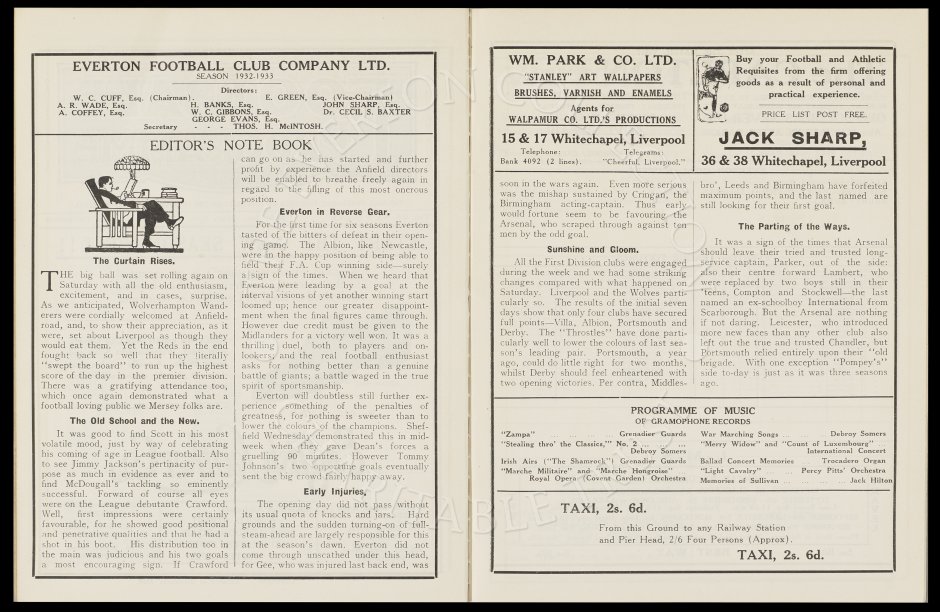 EVERTON FOOTBALL CLUB COMPANY LTD.
SEASON 1932-1933
Directors:
W. C. CUFF, Esq. (Chairman). E. GREEN, Esq. (Vice-Chairman)
A. R. WADE, Esq. H. BANKS, Esq. JOHN SHARP, Esq.
A. COFFEY, Esq. W. C. GIBBONS, Esq. Dr. CECIL S. BAXTER
GEORGE EVANS, Esq.
Secretary - - - THOS. H. McINTOSH.
EDITOR'S NOTE BOOK
The Curtain Rises.
THE big ball was set rolling again on
Saturday with all the old enthusiasm,
excitement, and in cases, surprise.
As we anticipated, Wolverhampton Wand-
erers were cordially welcomed at Anfield-
road, and, to show their appreciation, as it
were, set about Liverpool as though they
would eat them. Yet the Reds in the end
fought back so well that they literally
"swept the board" to run up the highest
score of the day in the premier division.
There was a gratifying attendance too,
which once again demonstrated what a
football loving public we Mersey folks are.
The Old School and the New.
It was good to find Scott in his most
volatile mood, just by way of celebrating
his coming of age in League football. Also
to see Jimmy Jackson's pertinacity of pur-
pose as much in evidence as ever and to
find McDougall's tackling so eminently
successful. Forward of course all eyes
were on the League debutante Crawford.
Well, first impressions were certainly
favourable, for he showed good positional
and penetrative qualities and that he had a
shot in his boot. His distribution too in
the main was judicious and his two goals
a most encouraging sign. If Crawford
can go on as he has started and further
profit by experience the Anfield directors
will be enabled to breathe freely again in
regard to the filling of this most onerous
position.
Everton in Reverse Gear.
For the first time for six seasons Everton
tasted of the bitters of defeat in their open-
ing game. The Albion, like Newcastle,
were in the happy position of being able to
field their F.A. Cup winning side—surely
a sign of the times. When we heard that
Everton were leading by a goal at the
interval visions of yet another winning start
loomed up; hence our greater disappoint-
ment when the final figures came through.
However due credit must be given to the
Midlanders for a victory well won. It was a
thrilling duel, both to players and on-
lookers, and the real football enthusiast
asks for nothing better than a genuine
battle of giants; a battle waged in the true
spirit of sportsmanship.
Everton will doubtless still further ex-
perience something of the penalties of
greatness, for nothing is sweeter than to
lower the colours of the champions. Shef-
field Wednesday demonstrated this in mid-
week when they gave Dean's forces a
gruelling 90 minutes. However Tommy
Johnson's two opportune goals eventually
sent the big crowd fairly happy away.
Early Injuries.
The opening day did not pass without
its usual quota of knocks and jars. Hard
grounds and the sudden turning-on of full-
steam-ahead are largely responsible for this
at the season's dawn. Everton did not
come through unscathed under this head,
for Gee, who was injured last back end, was
WM. PARK & CO. LTD.
"STANLEY" ART WALLPAPERS
BRUSHES, VARNISH AND ENAMELS
Agents for
WALPAMUR CO. LTD.'S PRODUCTIONS
15 & 17 Whitechapel, Liverpool
Telephone: Telegrams:
Bank 4092 (2 lines). "Cheerful, Liverpool."
Buy your Football and Athletic
Requisites from the firm offering
goods as a result of personal and
practical experience.
PRICE LIST POST FREE.
JACK SHARP,
36 & 38 Whitechapel, Liverpool
soon in the wars again. Even more serious
was the mishap sustained by Cringan, the
Birmingham acting-captain. Thus early
would fortune seem to be favouring the
Arsenal, who scraped through against ten
men by the odd goal.
Sunshine and Gloom.
All the First Division clubs were engaged
during the week and we had some striking
changes compared with what happened on
Saturday. Liverpool and the Wolves parti-
cularly so. The results of the initial seven
days show that only four clubs have secured
full points—Villa, Albion, Portsmouth and
Derby. The "Throstles" have done parti-
cularly well to lower the colours of last sea-
son's leading pair. Portsmouth, a year
ago, could do little right for two months,
whilst Derby should feel enheartened with
two opening victories. Per contra, Middles-
bro', Leeds and Birmingham have forfeited
maximum points, and the last named are
still looking for their first goal.
The Parting of the Ways.
It was a sign of the times that Arsenal
should leave their tried and trusted long-
service captain, Parker, out of the side:
also their centre forward Lambert, who
were replaced by two boys still in their
'teens, Compton and Stockwell—the last
named an ex-schoolboy International from
Scarborough. But the Arsenal are nothing
if not daring. Leicester, who introduced
more new faces than any other club also
left out the true and trusted Chandler, but
Portsmouth relied entirely upon their "old
brigade. With one exception "Pompey's"
side to-day is just as it was three seasons
ago.
PROGRAMME OF MUSIC
OF GRAMOPHONE RECORDS
"Zampa" ... Grenadier Guards
"Stealing thro' the Classics," No. 2 ...
Debroy Somers
Irish Airs ("The Shamrock") Grenadier Guards
"Marche Militaire" and "Marche Hongroise"
Royal Opera (Covent Garden) Orchestra
War Marching Songs ... Debroy Somers
"Merry Widow" and "Count of Luxembourg" ...
International Concert
Ballad Concert Memories Trocadero Organ
"Light Cavalry" ... Percy Pitts' Orchestra
Memories of Sullivan ... Jack Hilton
TAXI, 2s. 6d.
From this Ground to any Railway Station
and Pier Head, 2/6 Four Persons (Approx).
TAXI, 2s. 6d.